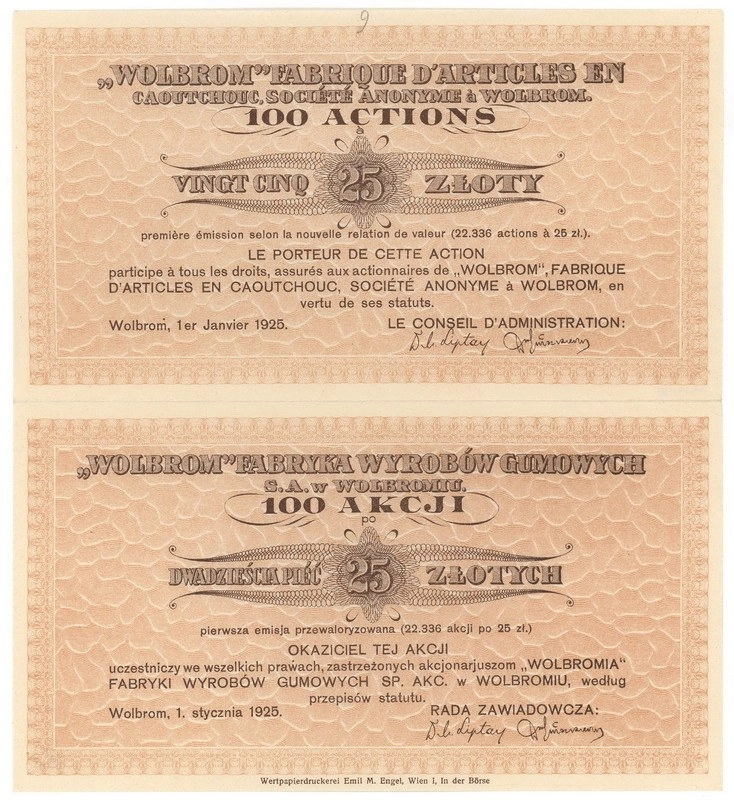 9
„WOLBROM” FABRIQUE D'ARTICLES EN
CAOUTCHOUC, SOCIÉTÉ ANONYME à WOLBROM.
100 ACTIONS
à
VINGT CINQ 25 ZŁOTY
première émission selon la nouvelle relation de valeur (22.336 actions à 25 zł.).
LE PORTEUR DE CETTE ACTION
participe à tous les droits, assurés aux actionnaires de „WOLBROM“, FABRIQUE
D'ARTICLES EN CAOUTCHOUC, SOCIÉTÉ ANONYME à WOLBROM, en
vertu de ses statuts.
Wolbrom, 1er Janvier 1925. LE CONSEIL D'ADMINISTRATION:
„WOLBROM” FABRYKA WYROBÓW GUMOWYCH
S.A. w WOLBROMIU.
100 AKCJI
po
DWADZIEŚCIA PIĘĆ 25 ZŁOTYCH
pierwsza emisja przewaloryzowana (22.336 akcji po 25 zł.)
OKAZICIEL TEJ AKCJI
uczestniczy we wszelkich prawach, zastrzeżonych akcjonarjuszom „WOLBROMIA“
FABRYKI WYROBÓW GUMOWYCH SP. AKC. w WOLBROMIU, według
przepisów statutu.
Wolbrom, 1. stycznia 1925. RADA ZAWIADOWCZA:
Wertpapierdruckerei Emil M. Engel, Wien I, In der Börse